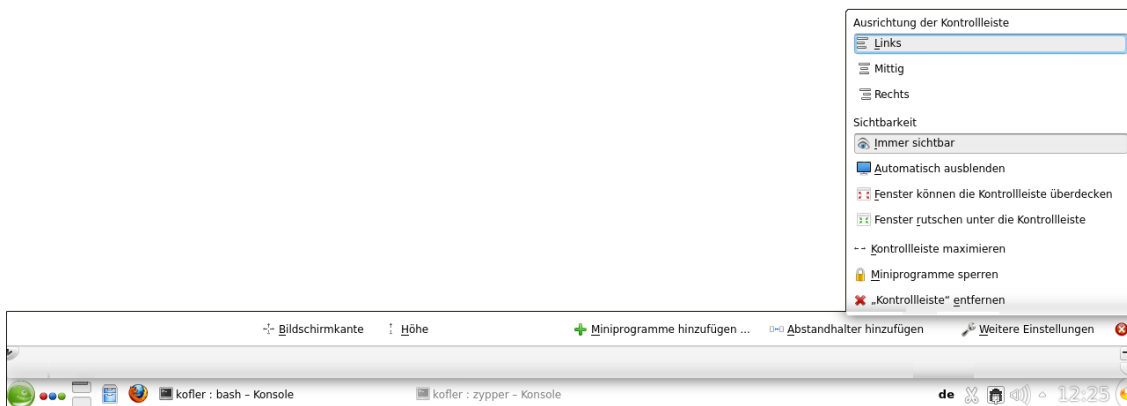 Ausrichtung der Kontrollleiste
Links
Mittig
Rechts
Sichtbarkeit
Immer sichtbar
Automatisch ausblenden
Fenster können die Kontrollleiste überdecken
Fenster rutschen unter die Kontrollleiste
Kontrollleiste maximieren
Miniprogramme sperren
„Kontrollleiste“ entfernen
Bildschirmkante Höhe Miniprogramme hinzufügen ... Abstandhalter hinzufügen Weitere Einstellungen
kofler : bash – Konsole kofler : zypper – Konsole de 12:25